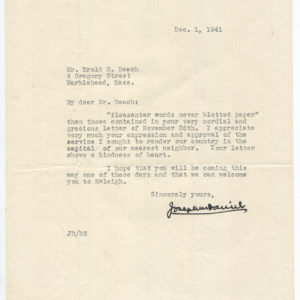 Dec. 1, 1941
Mr. Erold B. Beach
4 Gregory Street
Marblehead, Mass.
My dear Mr. Beach:
"Pleasanter words never blotted paper"
than those contained in your very cordial and
gracious letter of November 28th. I appreciate
very much your expression and approval of the
service I sought to render our country in the
capital of our nearest neighbor. Your letter
shows a kindness of heart.
I hope that you will be coming this
way one of these days and that we can welcome
you to Raleigh.
Sincerely yours,
Josephus Daniels
JD/BS